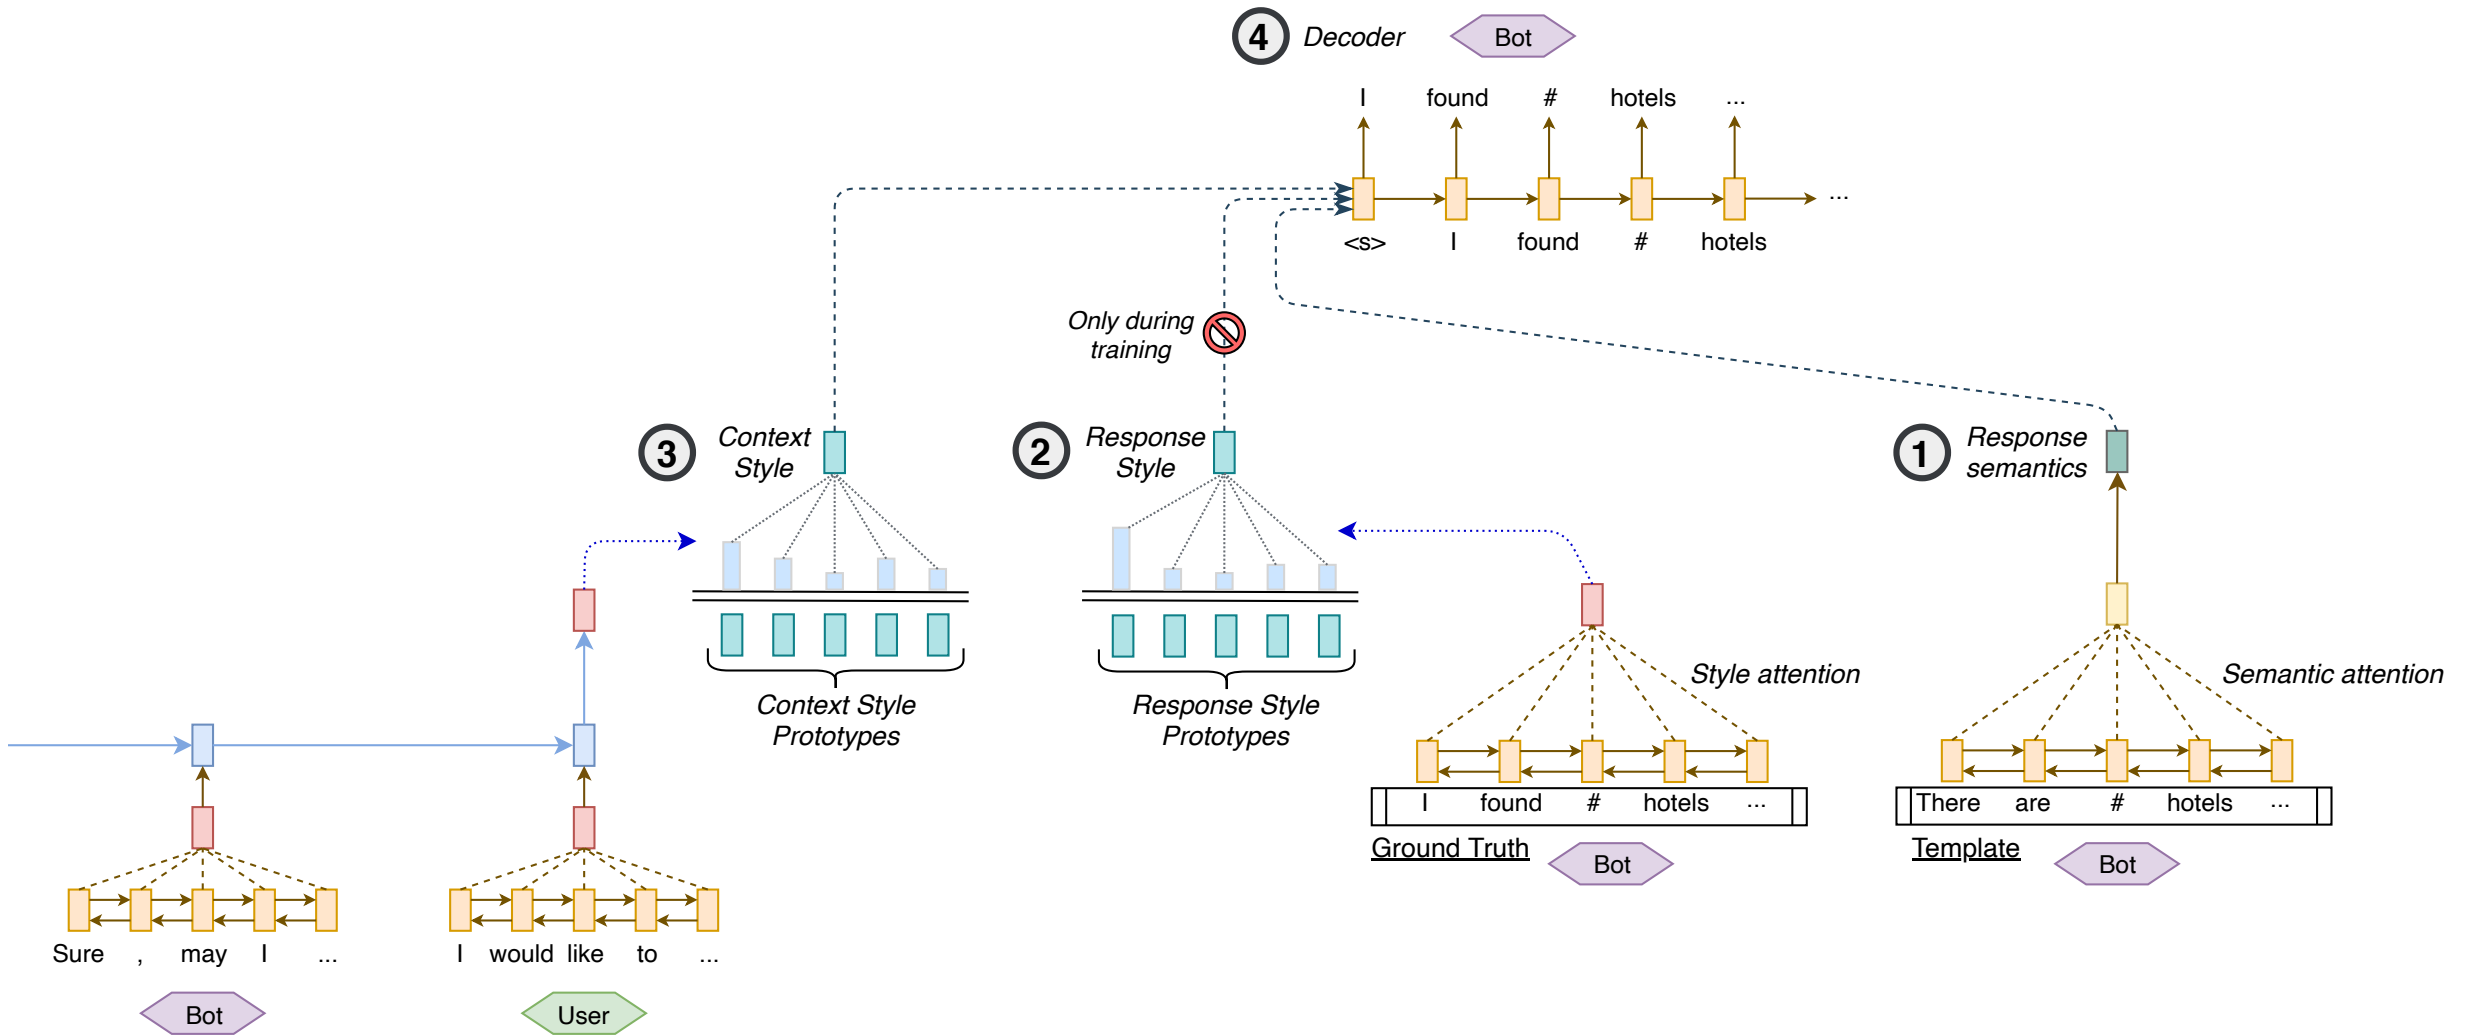 4 Decoder Bot
I found # hotels ...
...
<s> I found # hotels
Only during
training
3 Context
Style
2 Response
Style
1 Response
semantics
Style attention
Semantic attention
Context Style
Prototypes
Response Style
Prototypes
I found # hotels ...
Ground Truth Bot
There are # hotels ...
Template Bot
Sure , may I ...
Bot
I would like to ...
User